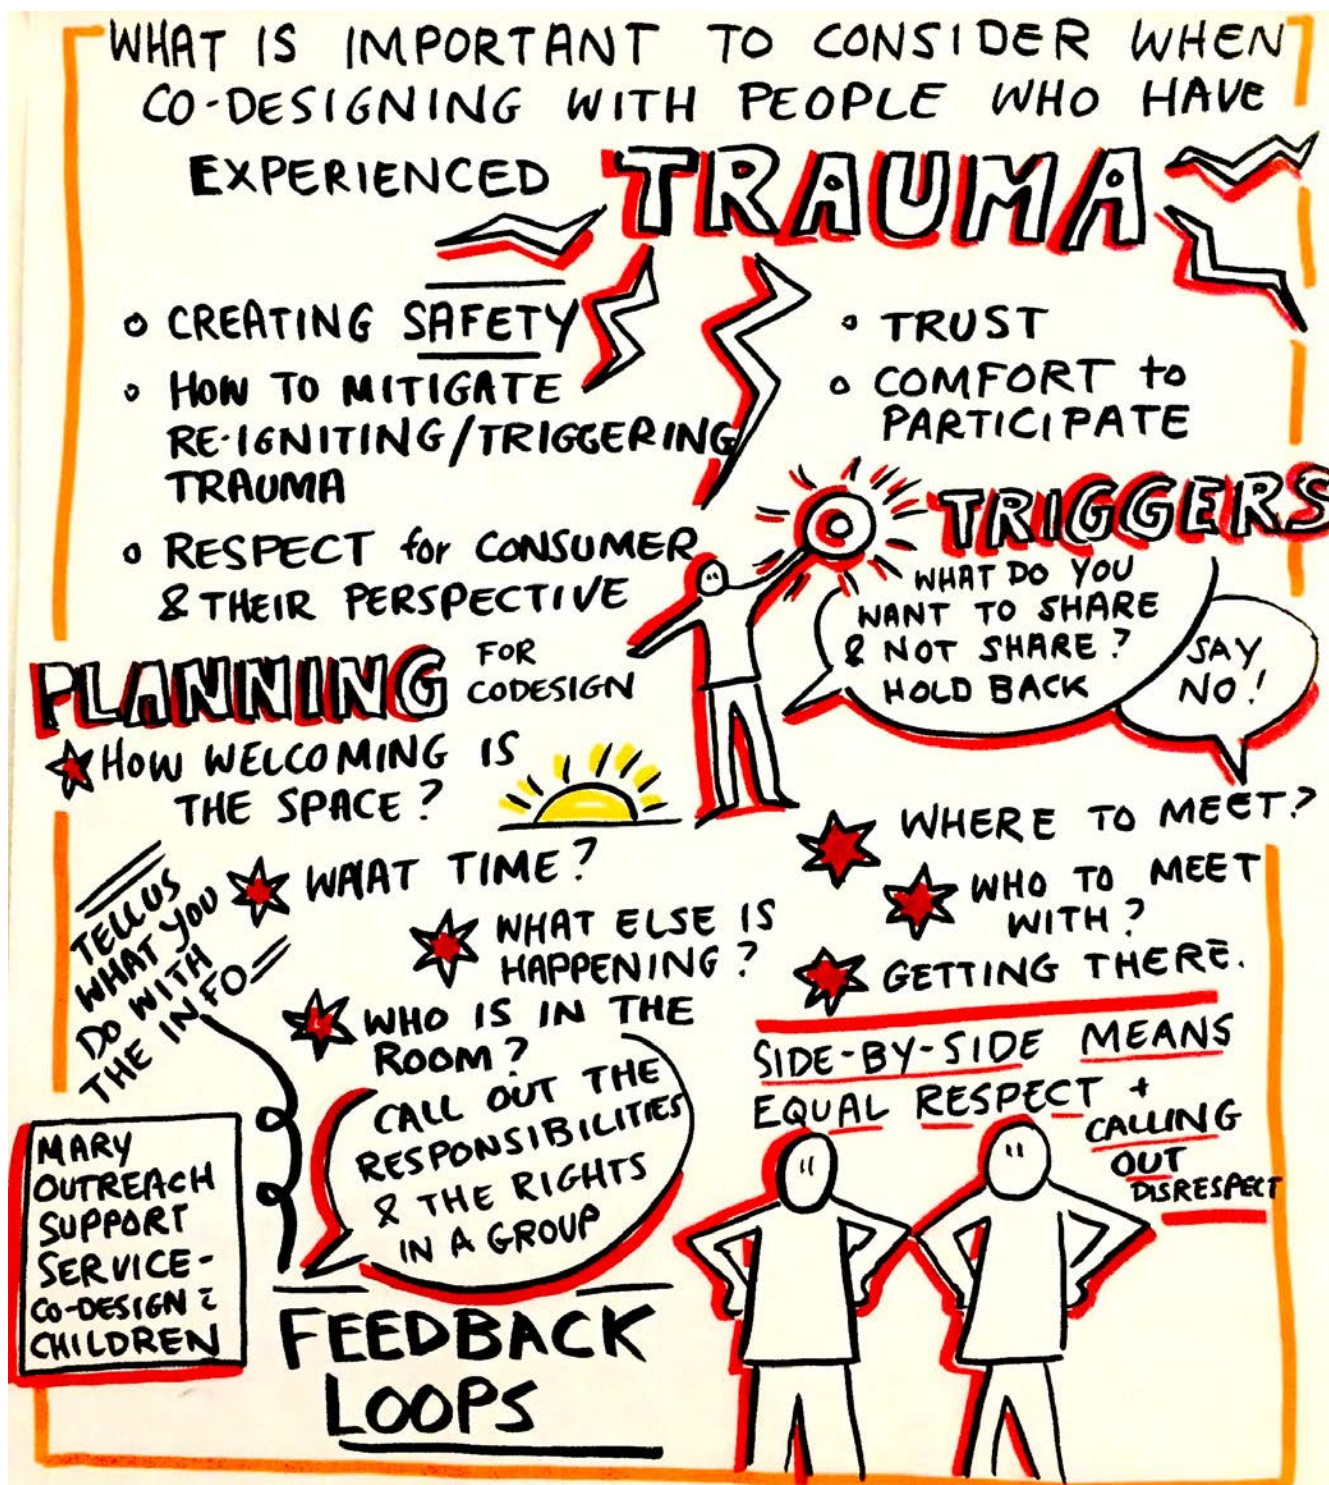 WHAT IS IMPORTANT TO CONSIDER WHEN
CO-DESIGNING WITH PEOPLE WHO HAVE
EXPERIENCED TRAUMA
CREATING SAFETY
HOW TO MITIGATE
RE-IGNITING/TRIGGERING
TRAUMA
RESPECT for CONSUMER
& THEIR PERSPECTIVE
TRUST
COMFORT to
PARTICIPATE
TRIGGERS
WHAT DO YOU
WANT TO SHARE
& NOT SHARE?
HOLD BACK
SAY
NO!
PLANNING FOR
CODESIGN
HOW WELCOMING IS
THE SPACE?
WHAT TIME?
WHAT ELSE IS
HAPPENING?
WHO IS IN THE
ROOM?
WHERE TO MEET?
WHO TO MEET
WITH?
GETTING THERE.
TELL US
WHAT YOU
DO WITH
THE INFO
CALL OUT THE
RESPONSIBILITIES
& THE RIGHTS
IN A GROUP
SIDE-BY-SIDE MEANS
EQUAL RESPECT +
CALLING
OUT
DISRESPECT
MARY
OUTREACH
SUPPORT
SERVICE-
CO-DESIGN
CHILDREN
FEEDBACK
LOOPS